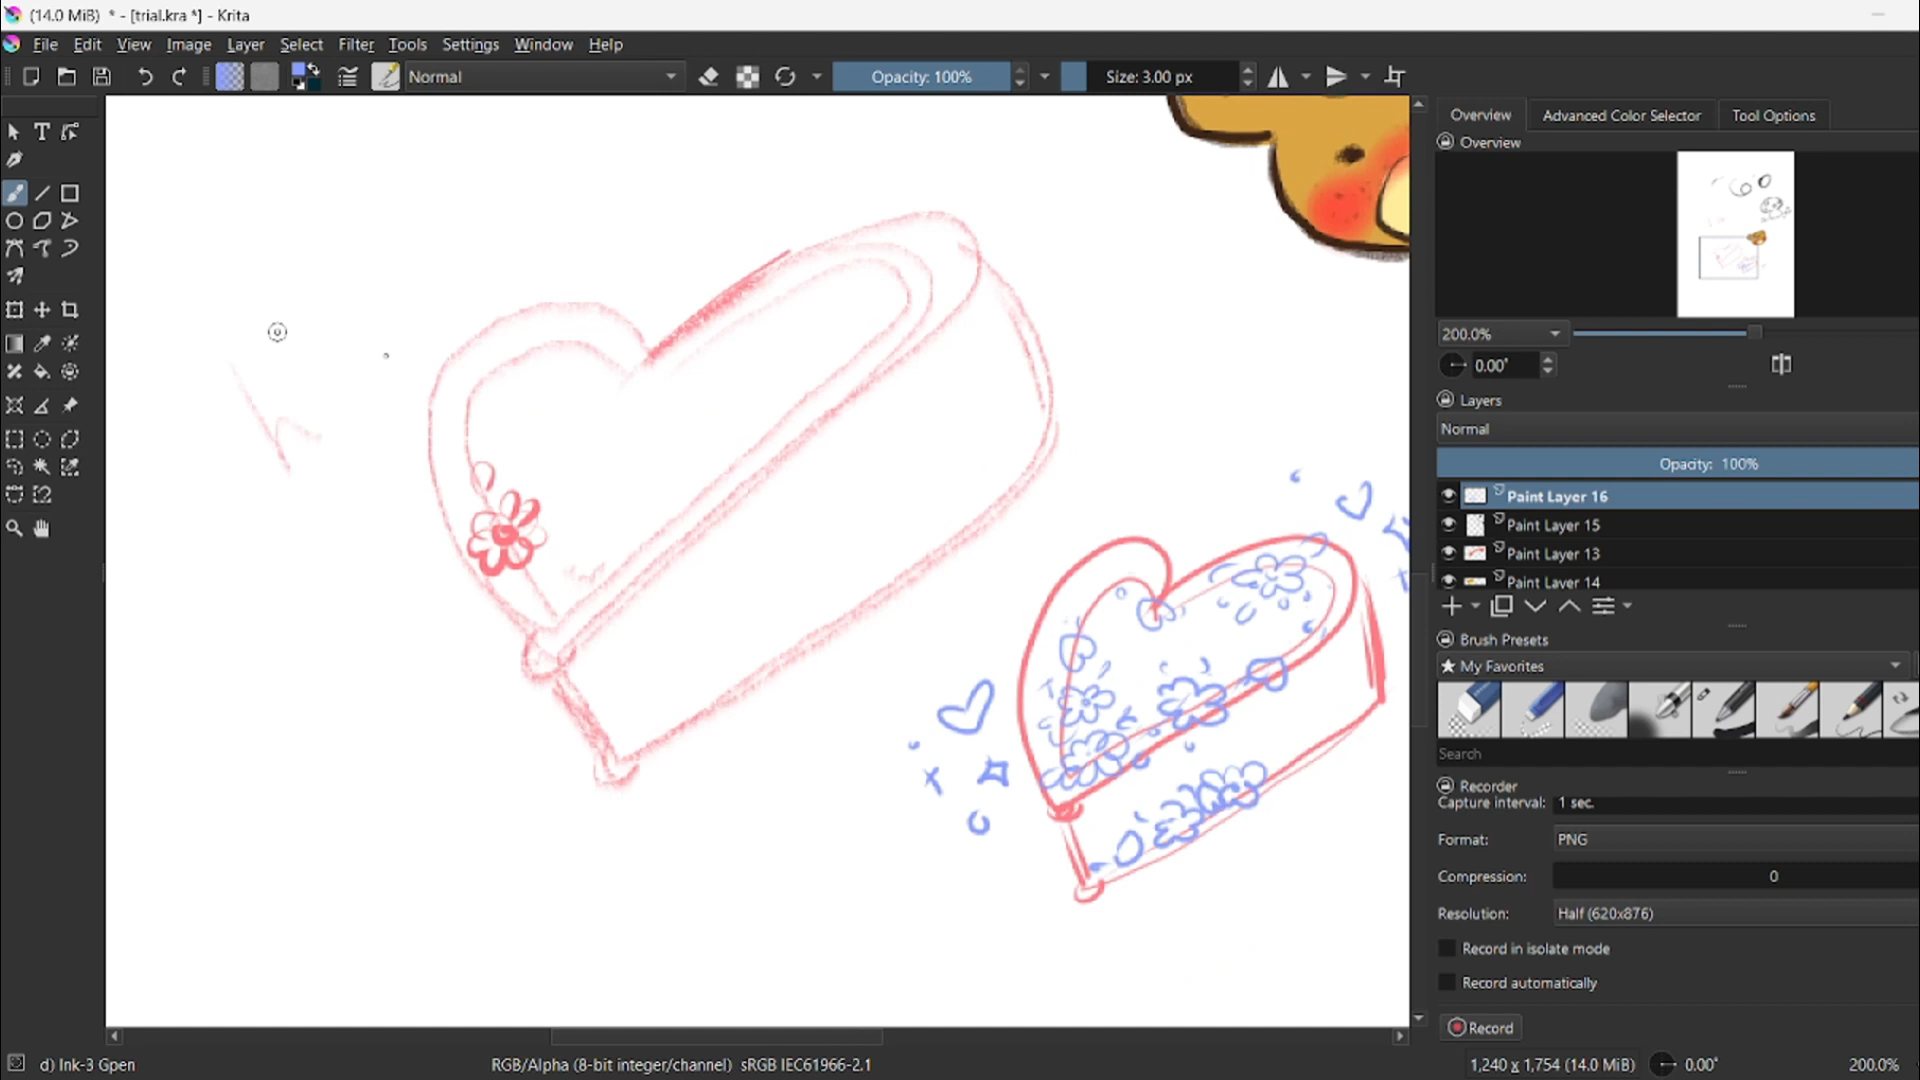 (14.0 MiB) * - [trial.kra *] - Krita
File Edit View Image Layer Select Filter Tools Settings Window Help
Normal Opacity: 100% Size: 3.00 px
Overview Advanced Color Selector Tool Options
Overview
200.0%
0.00°
Layers
Normal
Opacity: 100%
Paint Layer 16
Paint Layer 15
Paint Layer 13
Paint Layer 14
Brush Presets
★ My Favorites
Search
Recorder
Capture interval: 1 sec.
Format: PNG
Compression: 0
Resolution: Half (620x876)
Record in isolate mode
Record automatically
Record
d) Ink-3 Gpen RGB/Alpha (8-bit integer/channel) sRGB IEC61966-2.1 1,240 x 1,754 (14.0 MiB) 0.00° 200.0%